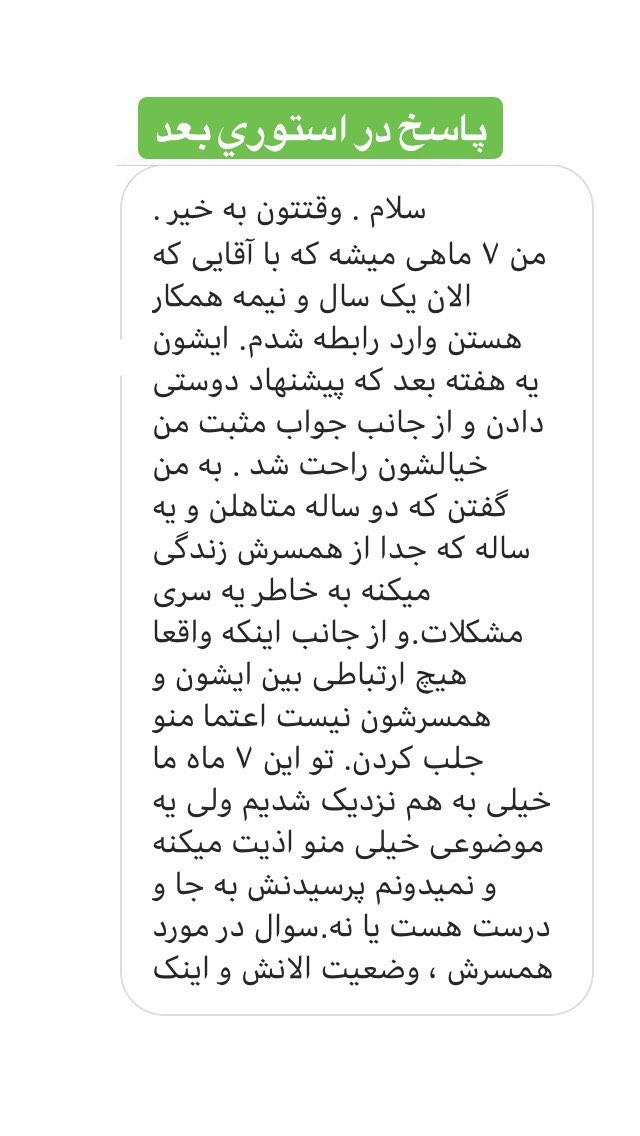 پاسخ در استوري بعد
سلام . وقتتون به خیر .
من ۷ ماهی میشه که با آقایی که
الان یک سال و نیمه همکار
هستن وارد رابطه شدم. ایشون
یه هفته بعد که پیشنهاد دوستی
دادن و از جانب جواب مثبت من
خیالشون راحت شد . به من
گفتن که دو ساله متاهلن و یه
ساله که جدا از همسرش زندگی
میکنه به خاطر یه سری
مشکلات.و از جانب اینکه واقعا
هیچ ارتباطی بین ایشون و
همسرشون نیست اعتما منو
جلب کردن. تو این ۷ ماه ما
خیلی به هم نزدیک شدیم ولی یه
موضوعی خیلی منو اذیت میکنه
و نمیدونم پرسیدنش به جا و
درست هست یا نه.سوال در مورد
همسرش ، وضعیت الانش و اینک